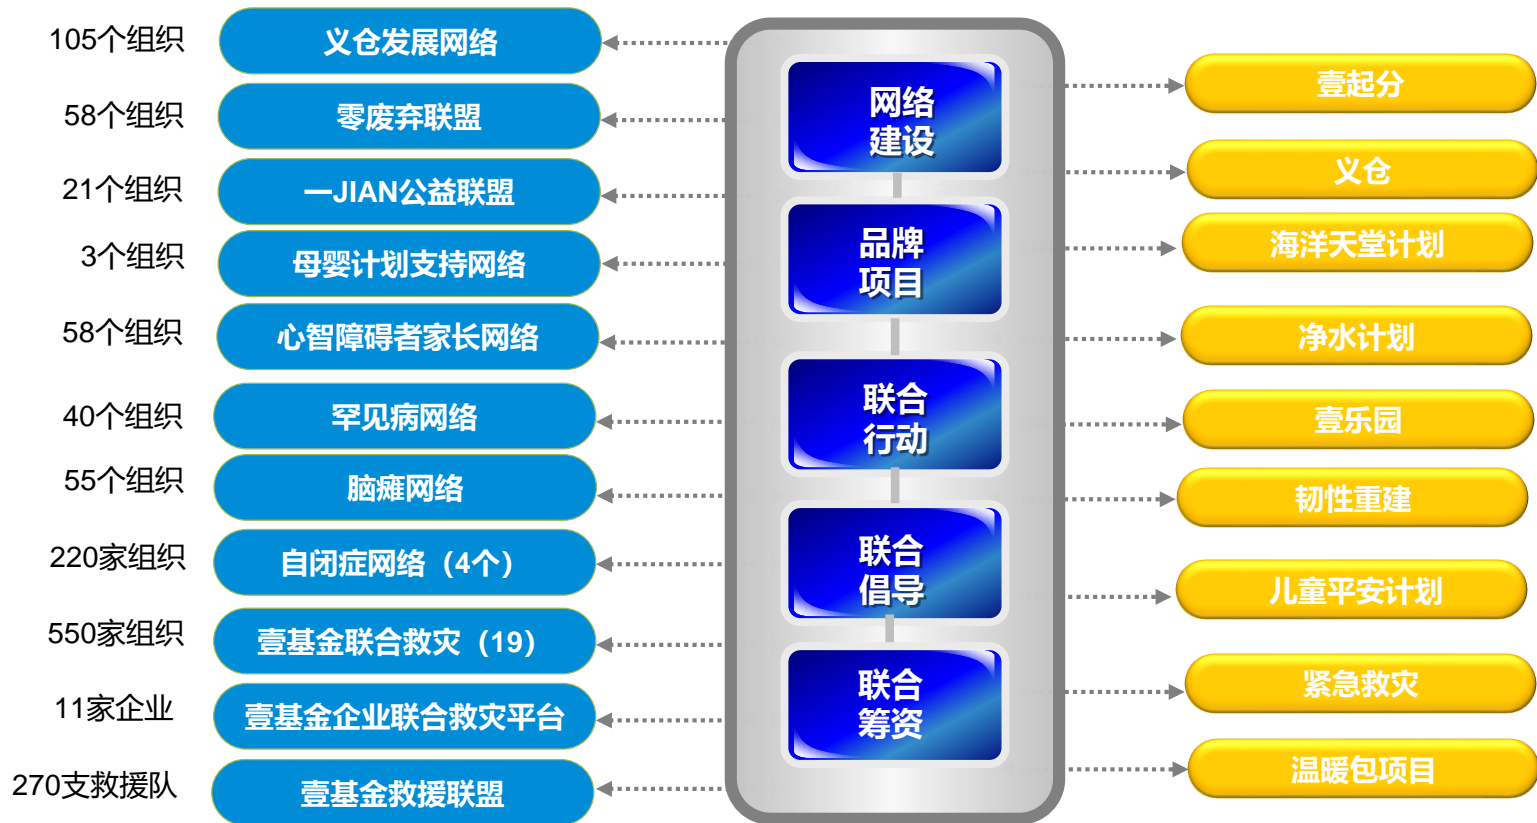 105个组织
义仓发展网络
58个组织
零废弃联盟
21个组织
一JIAN公益联盟
3个组织
母婴计划支持网络
58个组织
心智障碍者家长网络
40个组织
罕见病网络
55个组织
脑瘫网络
220家组织
自闭症网络（4个）
550家组织
壹基金联合救灾（19）
11家企业
壹基金企业联合救灾平台
270支救援队
壹基金救援联盟
网络
建设
品牌
项目
联合
行动
联合
倡导
联合
筹资
壹起分
义仓
海洋天堂计划
净水计划
壹乐园
韧性重建
儿童平安计划
紧急救灾
温暖包项目